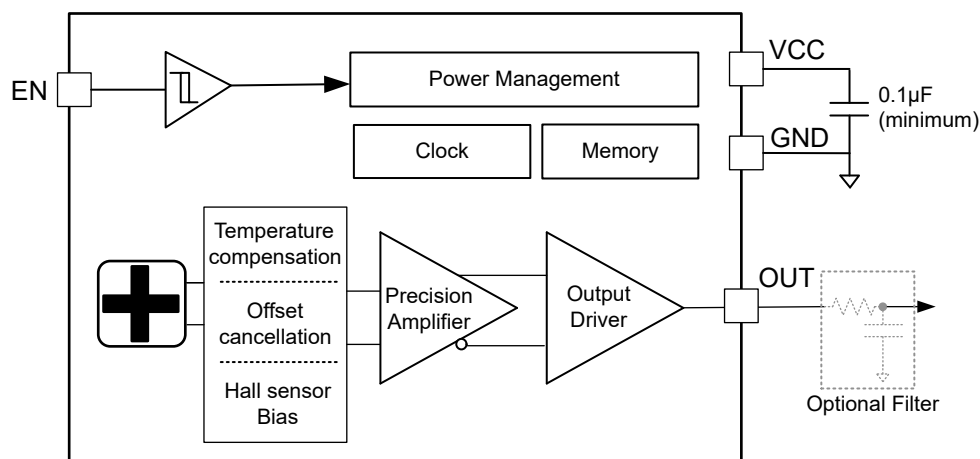 EN
Power Management
VCC
0.1µF
(minimum)
Clock
Memory
GND
Temperature
compensation
Offset
cancellation
Hall sensor
Bias
Precision
Amplifier
Output
Driver
OUT
Optional Filter